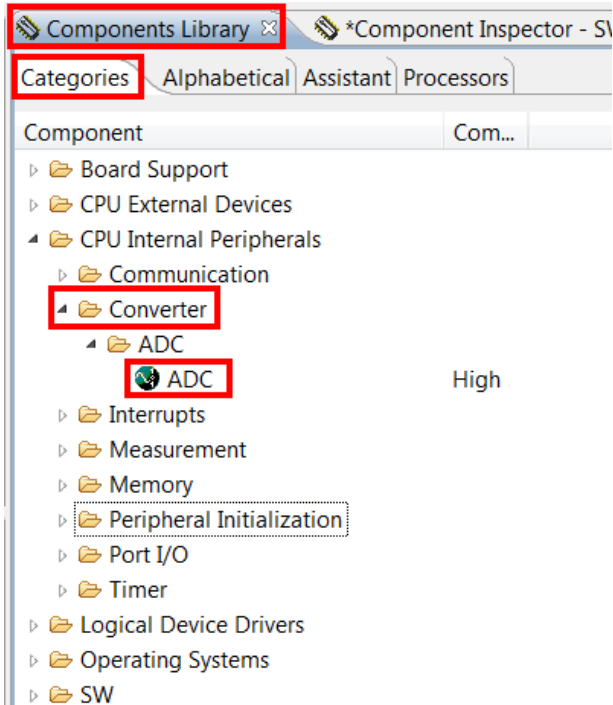 Components Library *Component Inspector - SW
Categories Alphabetical Assistant Processors
Component Com...
Board Support
CPU External Devices
CPU Internal Peripherals
Communication
Converter
ADC
ADC High
Interrupts
Measurement
Memory
Peripheral Initialization
Port I/O
Timer
Logical Device Drivers
Operating Systems
SW